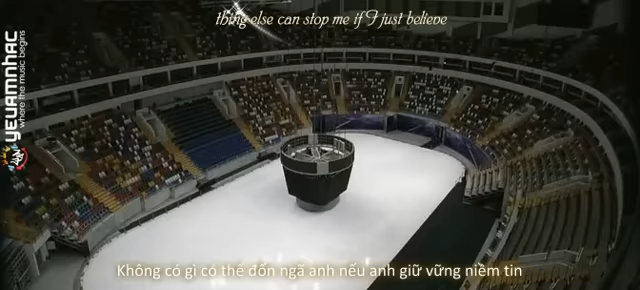 thing else can stop me if I just believe
YEUAMNHAC
where the music begins
Không có gì có thể đốn ngã anh nếu anh giữ vững niềm tin